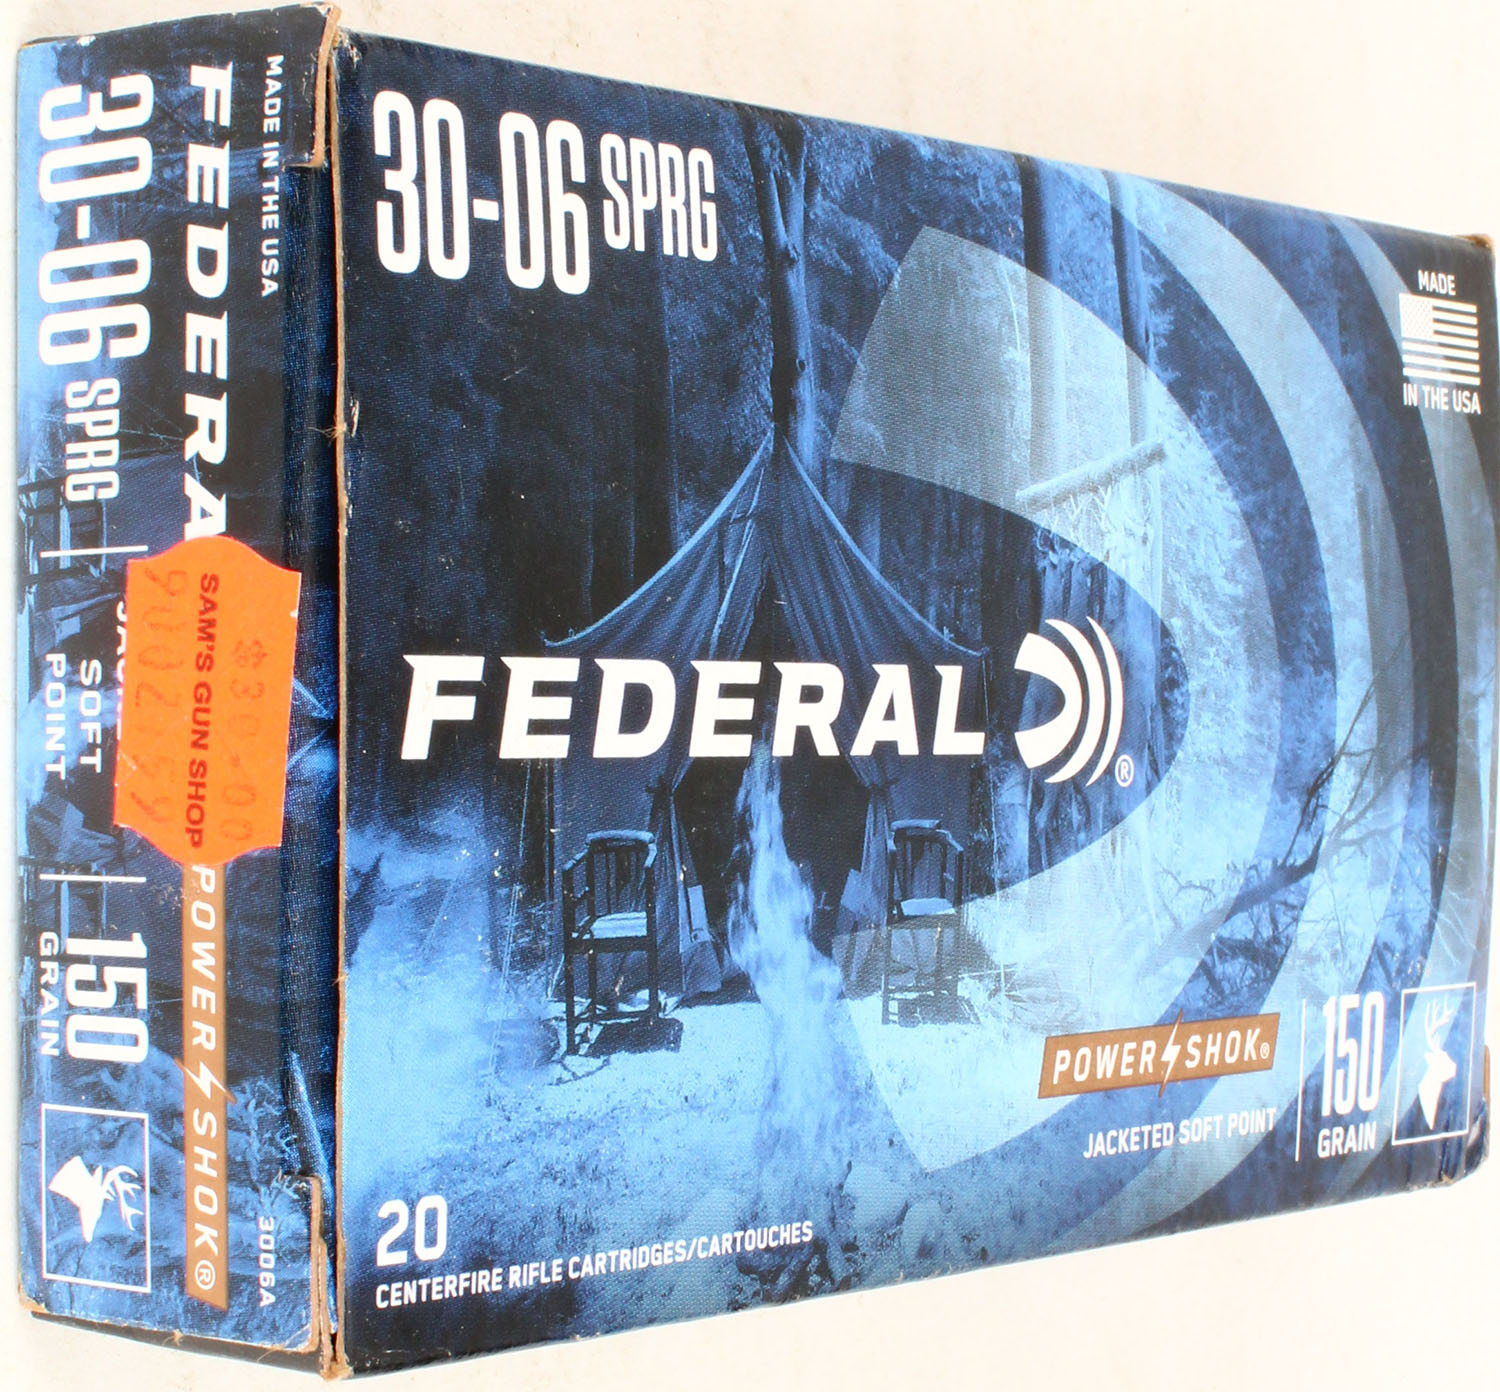 30-06 SPRG
MADE
IN THE USA
FEDERAL
®
POWER SHOK®
JACKETED SOFT POINT
150
GRAIN
20
CENTERFIRE RIFLE CARTRIDGES/CARTOUCHES
MADE IN THE USA
3006A
FEDERA
POWER SHOK®
30-06 SPRG
SOFT
POINT
150
GRAIN
$30.00
SAM'S GUN SHOP